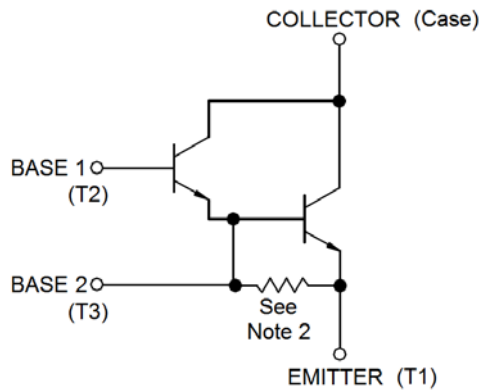 COLLECTOR (Case)
BASE 1
(T2)
BASE 2
(T3)
See
Note 2
EMITTER (T1)